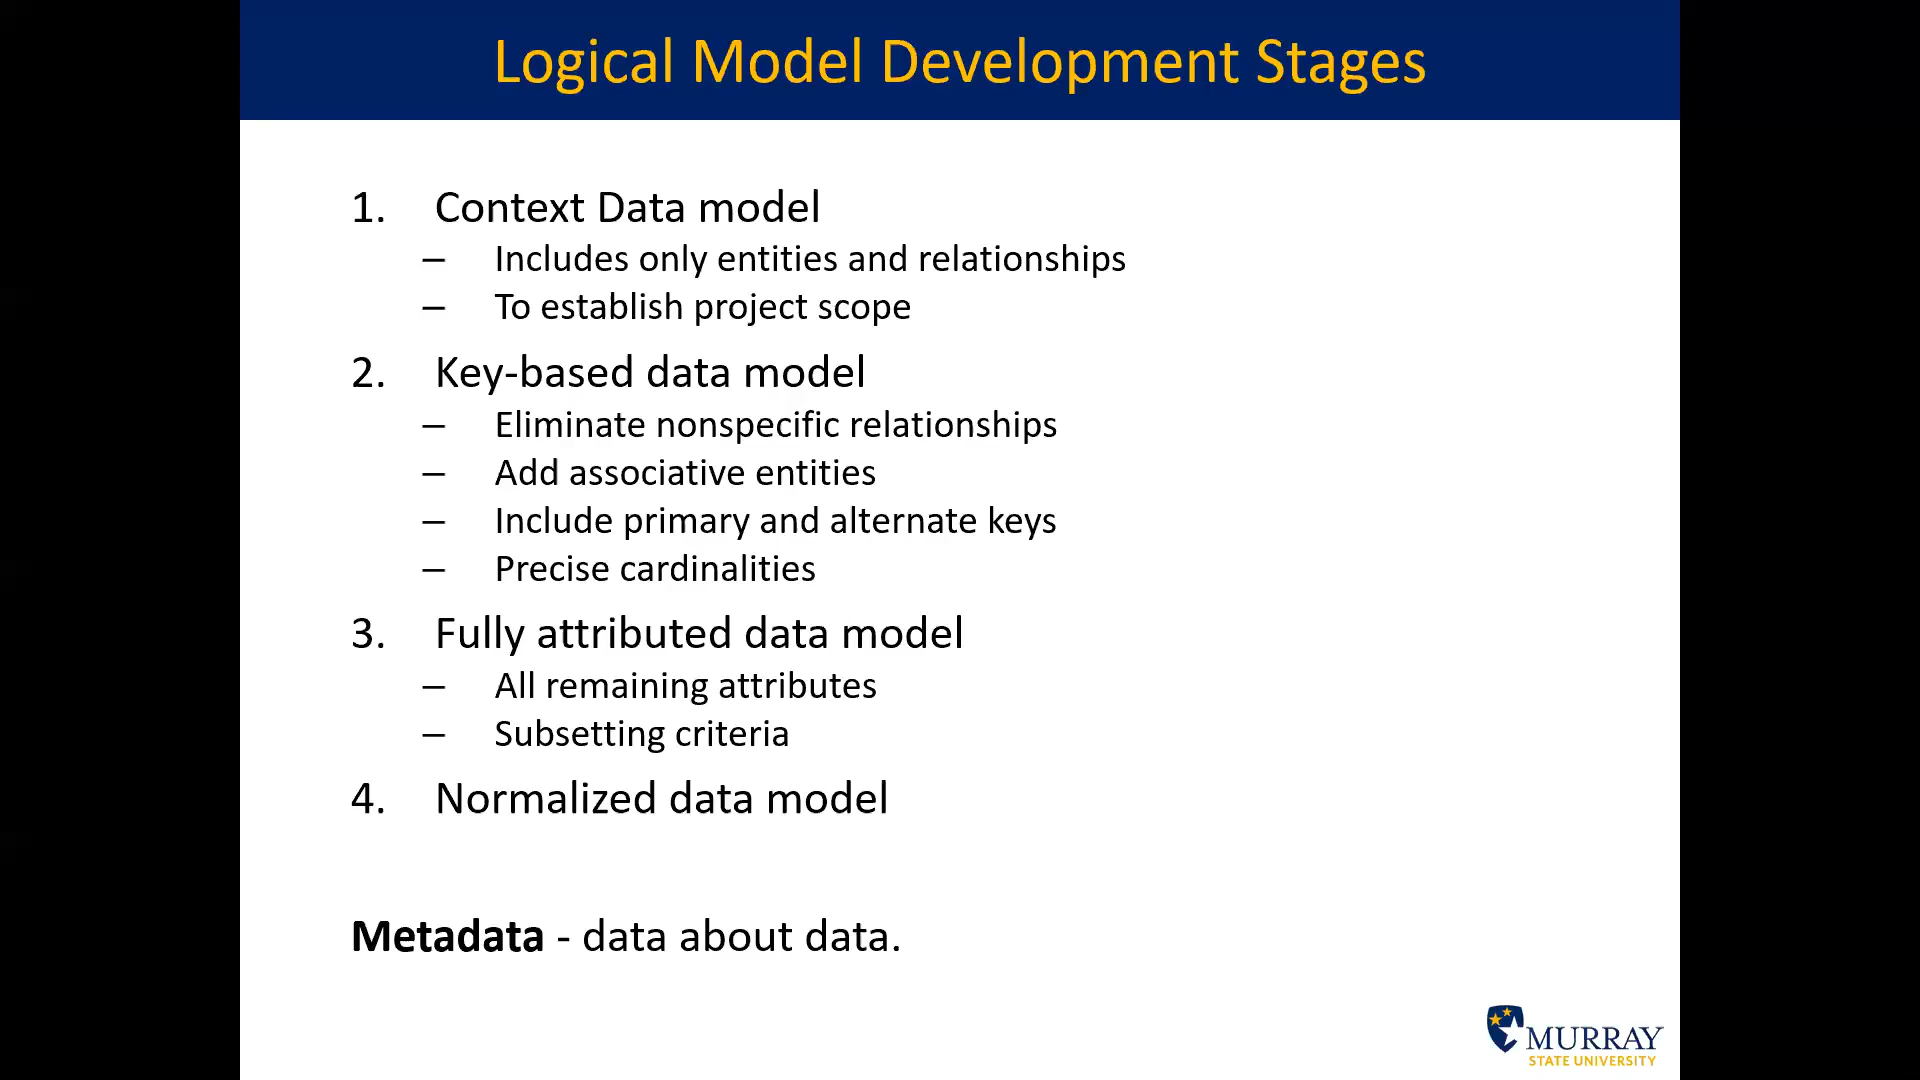 Logical Model Development Stages
1. Context Data model
– Includes only entities and relationships
– To establish project scope
2. Key-based data model
– Eliminate nonspecific relationships
– Add associative entities
– Include primary and alternate keys
– Precise cardinalities
3. Fully attributed data model
– All remaining attributes
– Subsetting criteria
4. Normalized data model
Metadata - data about data.
MURRAY
STATE UNIVERSITY